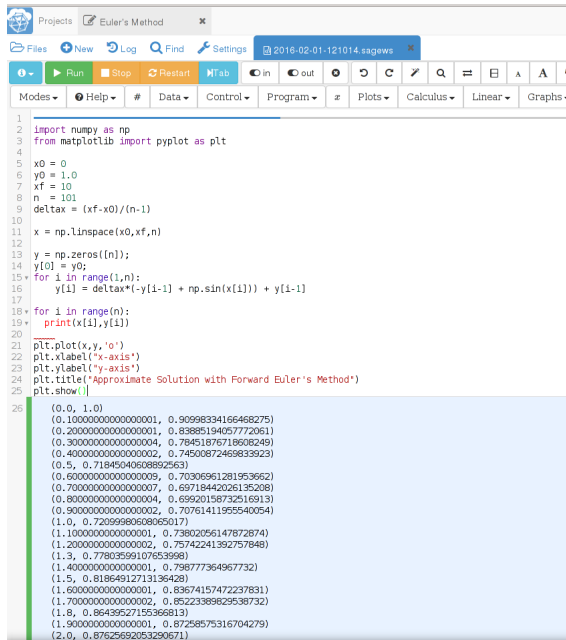 Projects Euler's Method ✖
Files New Log Find Settings 2016-02-01-121014.sagews ✖
Run Stop Restart Tab in out A A
Modes Help # Data Control Program x Plots Calculus Linear Graphs
1
2 import numpy as np
3 from matplotlib import pyplot as plt
4
5 x0 = 0
6 y0 = 1.0
7 xf = 10
8 n = 101
9 deltax = (xf-x0)/(n-1)
10
11 x = np.linspace(x0,xf,n)
12
13 y = np.zeros([n]);
14 y[0] = y0;
15 for i in range(1,n):
16 y[i] = deltax*(-y[i-1] + np.sin(x[i])) + y[i-1]
17
18 for i in range(n):
19 print(x[i],y[i])
20
21 plt.plot(x,y,'o')
22 plt.xlabel("x-axis")
23 plt.ylabel("y-axis")
24 plt.title("Approximate Solution with Forward Euler's Method")
25 plt.show()
26 (0.0, 1.0)
(0.10000000000000001, 0.90998334166468275)
(0.20000000000000001, 0.83885194057772061)
(0.30000000000000004, 0.78451876718608249)
(0.40000000000000002, 0.74500872469833923)
(0.5, 0.71845040608892563)
(0.60000000000000009, 0.70306961281953662)
(0.70000000000000007, 0.69718442026135208)
(0.80000000000000004, 0.69920158732516913)
(0.90000000000000002, 0.70761411955540054)
(1.0, 0.72099980608065017)
(1.1000000000000001, 0.73802056147872874)
(1.2000000000000002, 0.75742241392757848)
(1.3, 0.77803599107653998)
(1.4000000000000001, 0.798777364967732)
(1.5, 0.81864912713136428)
(1.6000000000000001, 0.83674157472237831)
(1.7000000000000002, 0.85223389829538732)
(1.8, 0.86439527155366813)
(1.9000000000000001, 0.87258575316704279)
(2.0, 0.87625692053290671)